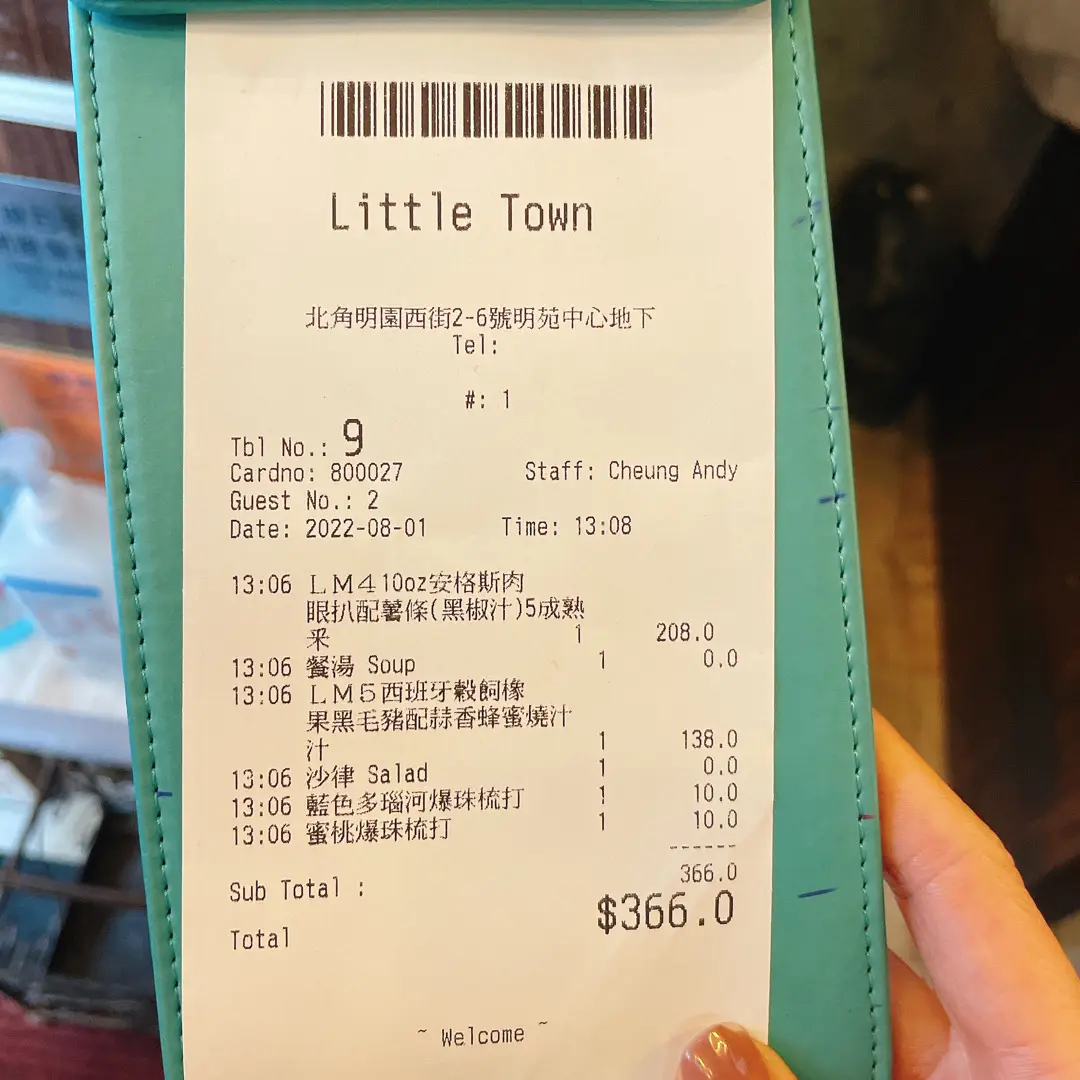 Little Town
北角明園西街2-6號明苑中心地下
Tel:
#: 1
Tbl No.: 9
Cardno: 800027 Staff: Cheung Andy
Guest No.: 2
Date: 2022-08-01 Time: 13:08
13:06 LM410oz安格斯肉
眼扒配薯條(黑椒汁)5成熟
1 208.0
13:06 餐湯 Soup 1 0.0
13:06 LM5西班牙穀飼橡
果黑毛豬配蒜香蜂蜜燒汁
汁 1 138.0
13:06 沙律 Salad 1 0.0
13:06 藍色多瑙河爆珠梳打 1 10.0
13:06 蜜桃爆珠梳打 1 10.0
------
Sub Total : 366.0
Total $366.0
~ Welcome ~